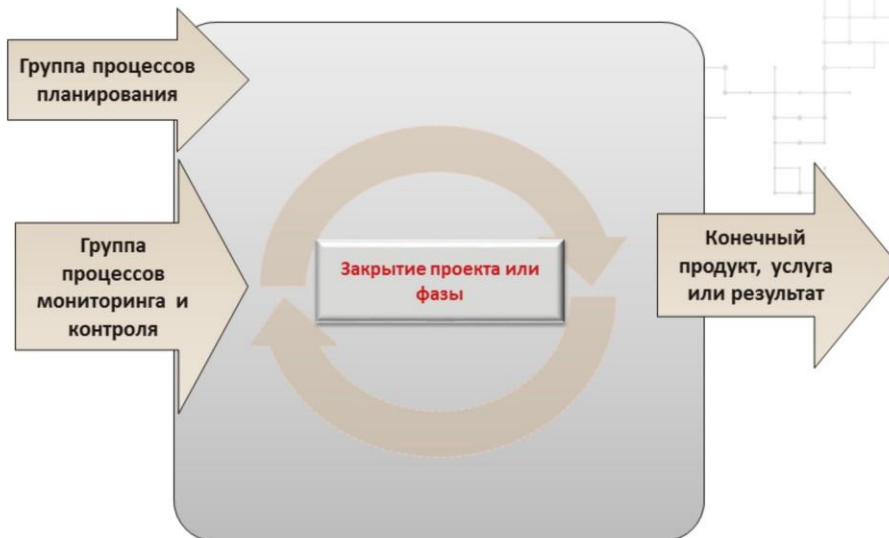 Группа процессов
планирования
Группа
процессов
мониторинга и
контроля
Закрытие проекта или
фазы
Конечный
продукт, услуга
или результат